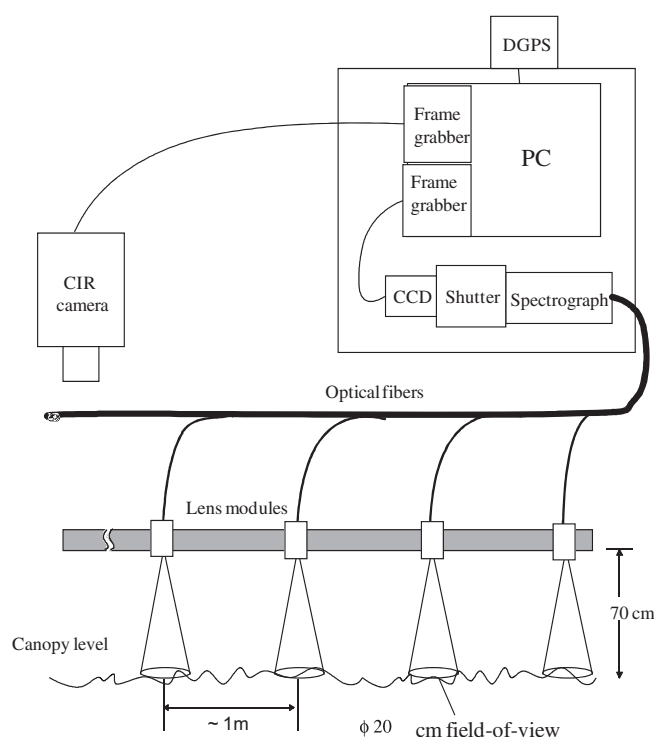 DGPS
Frame
grabber
PC
Frame
grabber
CIR
camera
CCD
Shutter
Spectrograph
Optical fibers
Lens modules
70 cm
Canopy level
~ 1m
ϕ 20 cm field-of-view